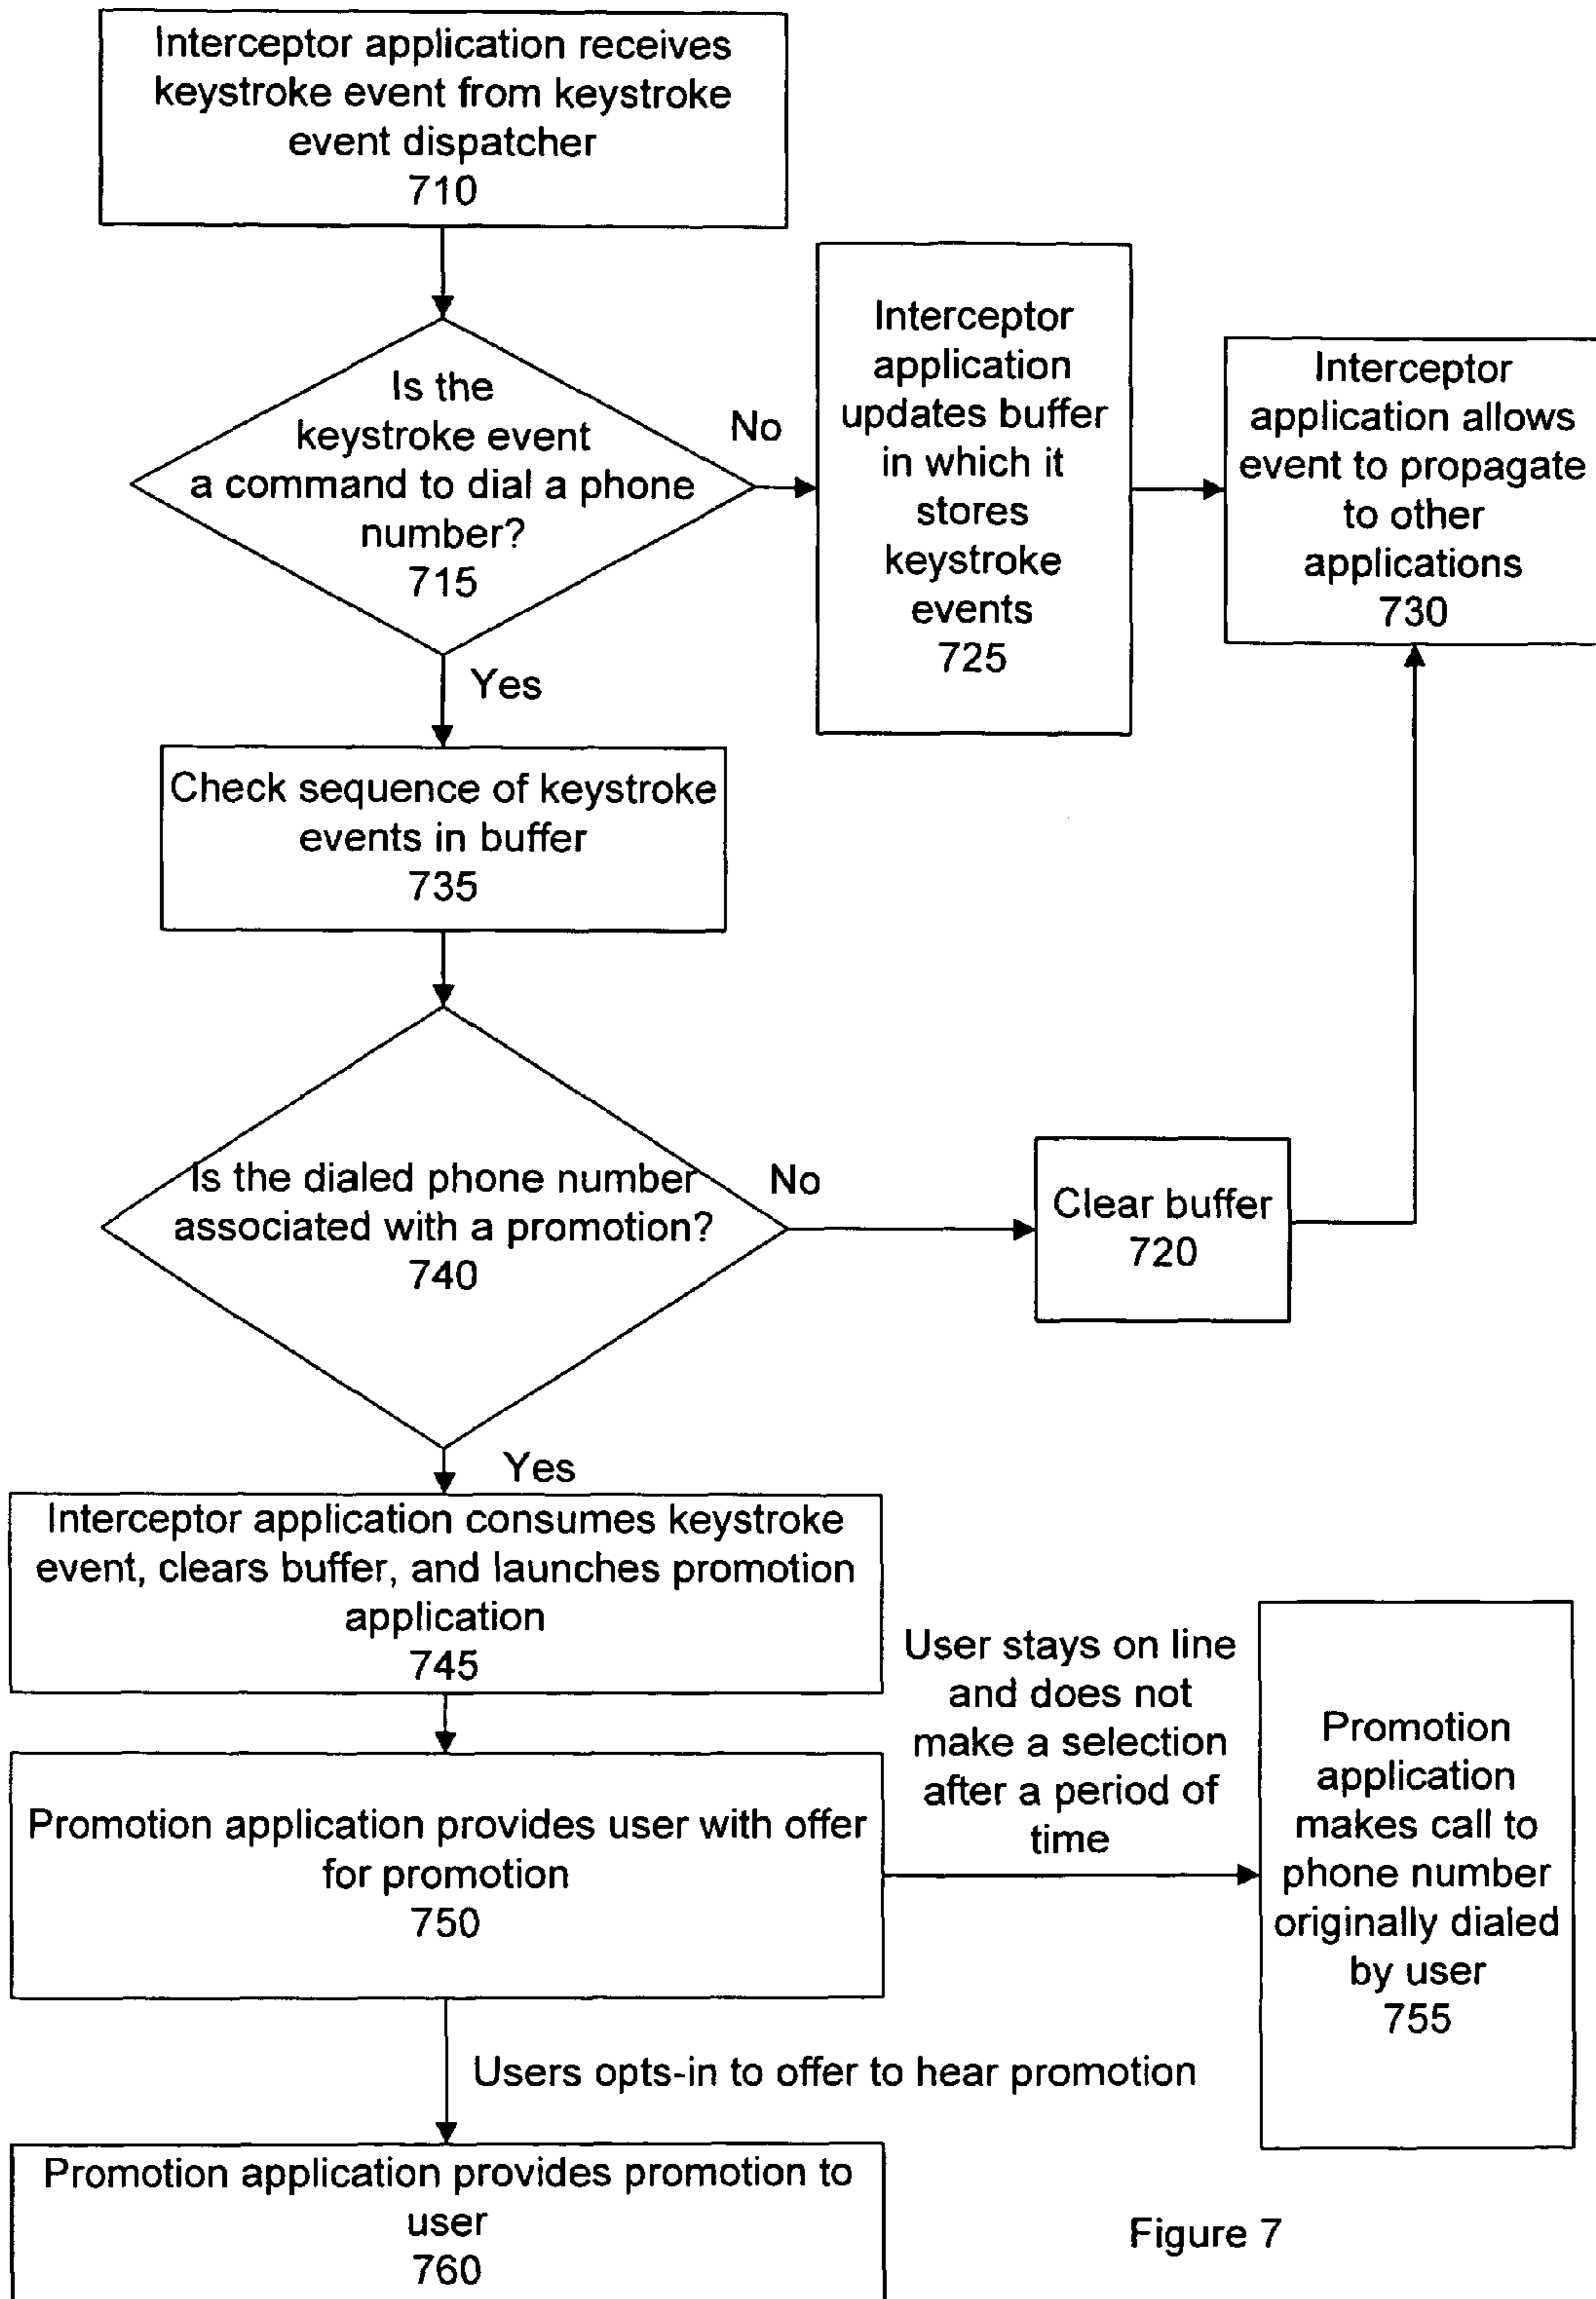 Interceptor application receives
keystroke event from keystroke
event dispatcher
710
Is the
keystroke event
a command to dial a phone
number?
715
No
Interceptor
application
updates buffer
in which it
stores
keystroke
events
725
Interceptor
application allows
event to propagate
to other
applications
730
Yes
Check sequence of keystroke
events in buffer
735
Is the dialed phone number
associated with a promotion?
740
No
Clear buffer
720
Yes
Interceptor application consumes keystroke
event, clears buffer, and launches promotion
application
745
User stays on line
and does not
make a selection
after a period of
time
Promotion
application
makes call to
phone number
originally dialed
by user
755
Promotion application provides user with offer
for promotion
750
Users opts-in to offer to hear promotion
Promotion application provides promotion to
user
760
Figure 7